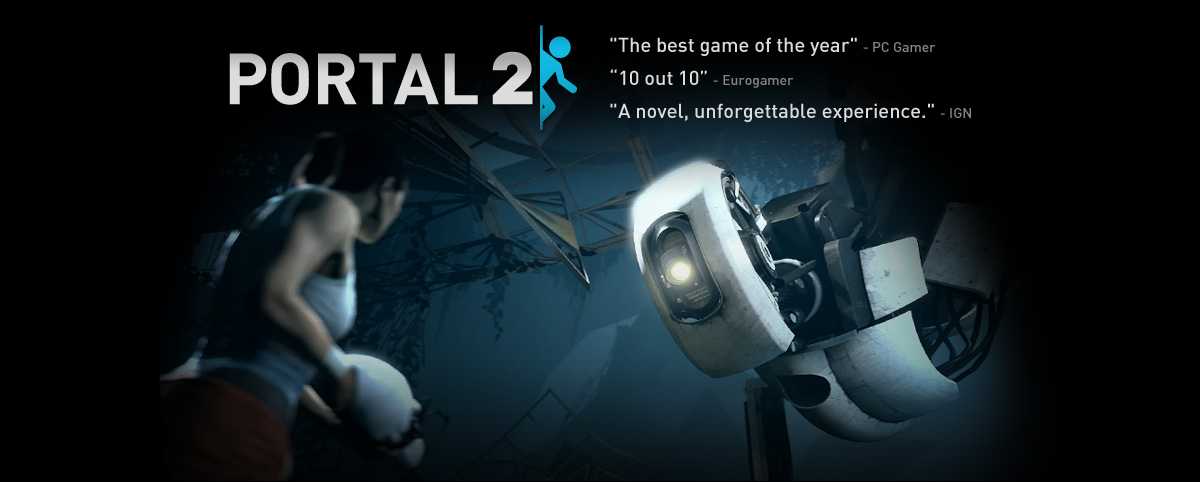 PORTAL 2
"The best game of the year" - PC Gamer
“10 out 10” - Eurogamer
"A novel, unforgettable experience." - IGN